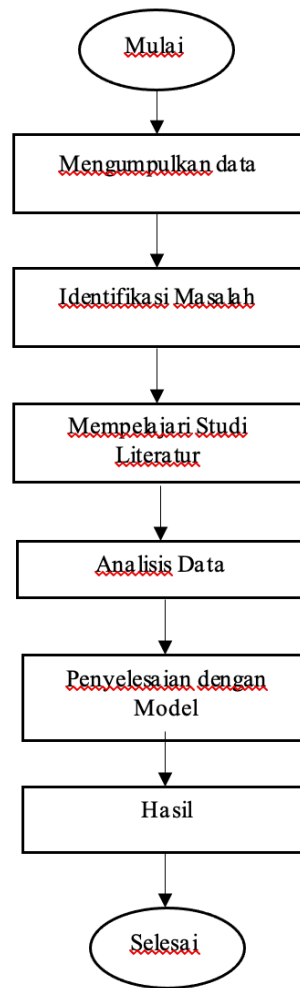 Mulai
Mengumpulkan data
Identifikasi Masalah
Mempelajari Studi
Literatur
Analisis Data
Penyelesaian dengan
Model
Hasil
Selesai